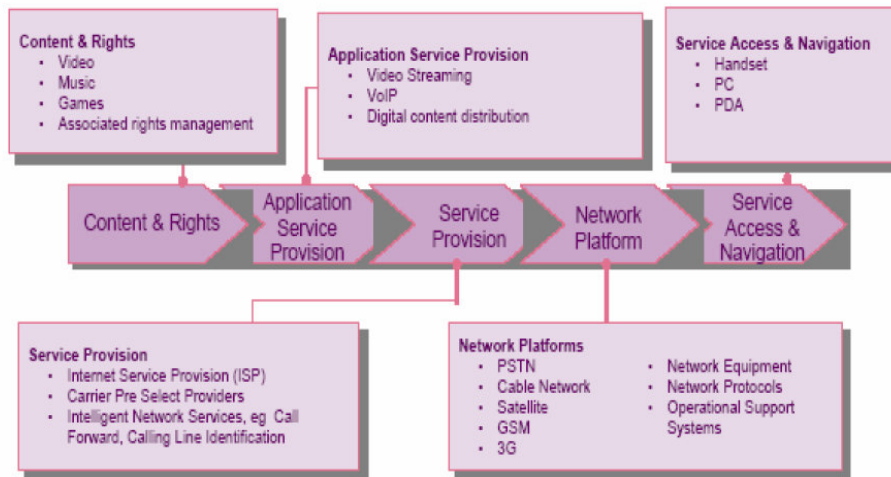 Content & Rights
▪ Video
▪ Music
▪ Games
▪ Associated rights management
Application Service Provision
▪ Video Streaming
▪ VoIP
▪ Digital content distribution
Service Access & Navigation
▪ Handset
▪ PC
▪ PDA
Content & Rights
Application
Service
Provision
Service
Provision
Network
Platform
Service
Access &
Navigation
Service Provision
▪ Internet Service Provision (ISP)
▪ Carrier Pre Select Providers
▪ Intelligent Network Services, eg Call
Forward, Calling Line Identification
Network Platforms
▪ PSTN
▪ Cable Network
▪ Satellite
▪ GSM
▪ 3G
▪ Network Equipment
▪ Network Protocols
▪ Operational Support
Systems